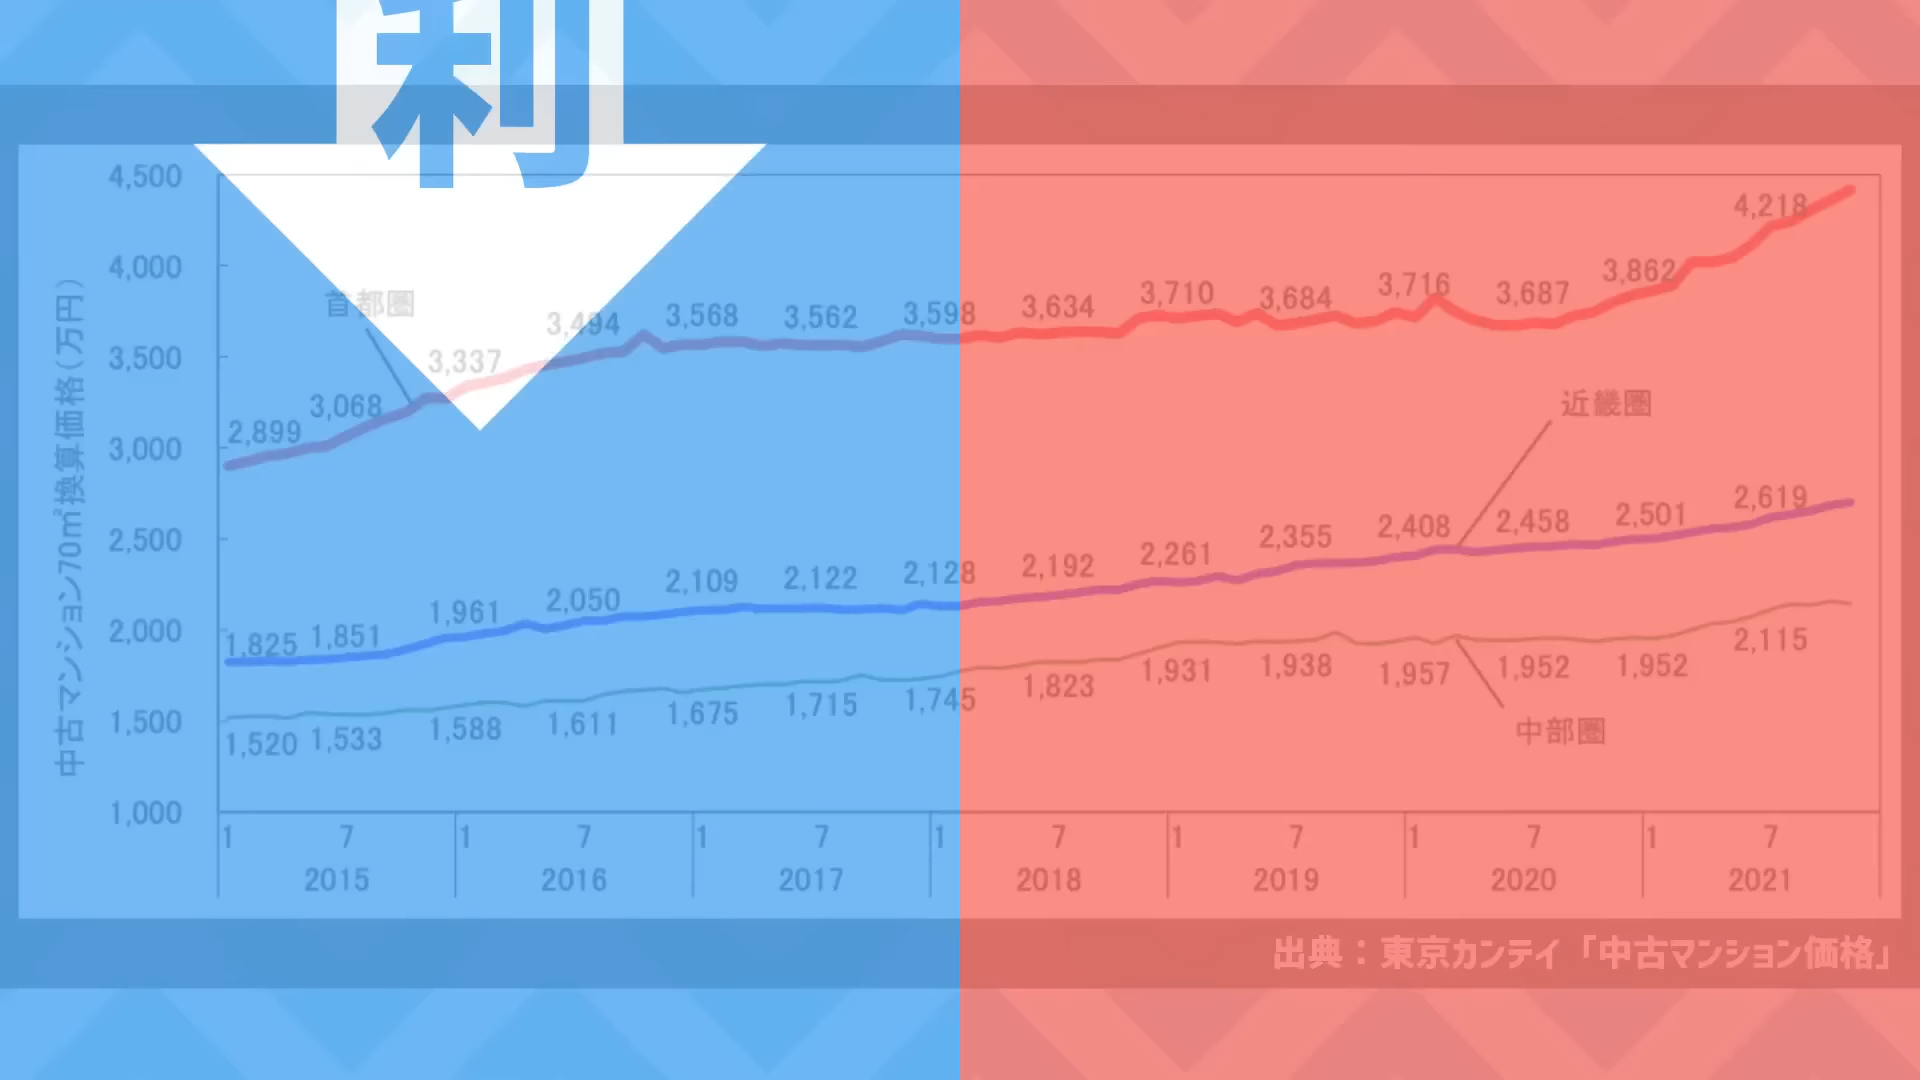 利
中古マンション70㎡換算価格(万円)
4,500
4,000
3,500
3,000
2,500
2,000
1,500
1,000
首都圏
2,899 3,068 3,337 3,494 3,568 3,562 3,598 3,634 3,710 3,684 3,716 3,687 3,862 4,218
近畿圏
1,825 1,851 1,961 2,050 2,109 2,122 2,128 2,192 2,261 2,355 2,408 2,458 2,501 2,619
1,520 1,533 1,588 1,611 1,675 1,715 1,745 1,823 1,931 1,938 1,957 1,952 1,952 2,115
中部圏
1 7 1 7 1 7 1 7 1 7 1 7 1 7
2015 2016 2017 2018 2019 2020 2021
出典：東京カンテイ「中古マンション価格」